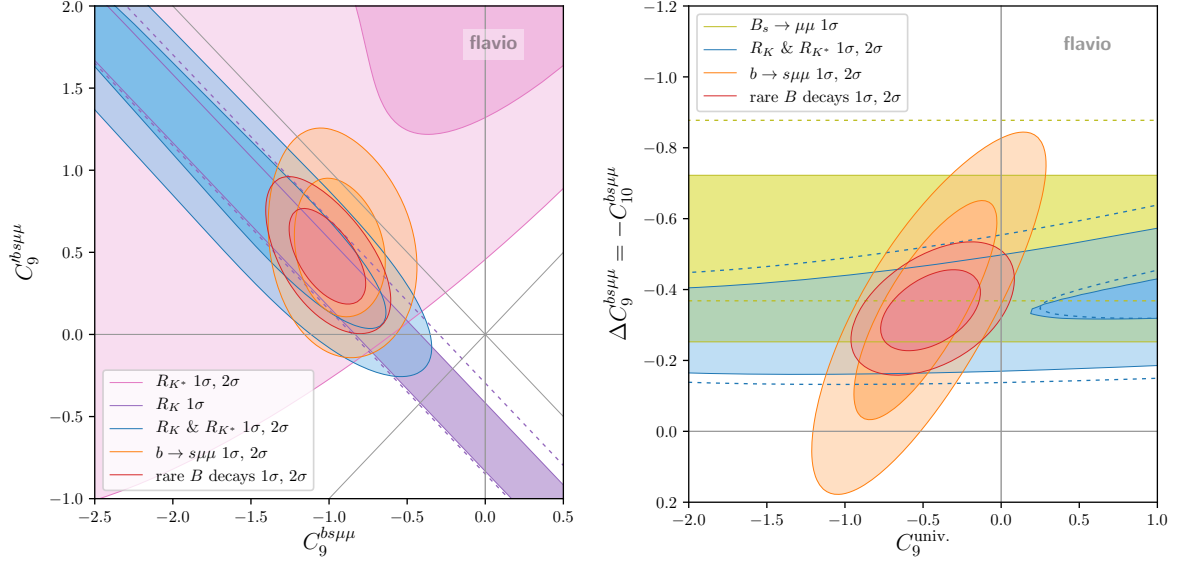 2.0
1.5
1.0
0.5
0.0
−0.5
−1.0
C₉′ᵇˢᵘᵘ
flavio
R_{K*} 1σ, 2σ
R_K 1σ
R_K & R_{K*} 1σ, 2σ
b → sμμ 1σ, 2σ
rare B decays 1σ, 2σ
−2.5 −2.0 −1.5 −1.0 −0.5 0.0 0.5
C_9^{bsμμ}
−1.2
−1.0
−0.8
−0.6
−0.4
−0.2
0.0
0.2
ΔC_9^{bsμμ} = −C_{10}^{bsμμ}
B_s → μμ 1σ
R_K & R_{K*} 1σ, 2σ
b → sμμ 1σ, 2σ
rare B decays 1σ, 2σ
flavio
−2.0 −1.5 −1.0 −0.5 0.0 0.5 1.0
C_9^{univ.}